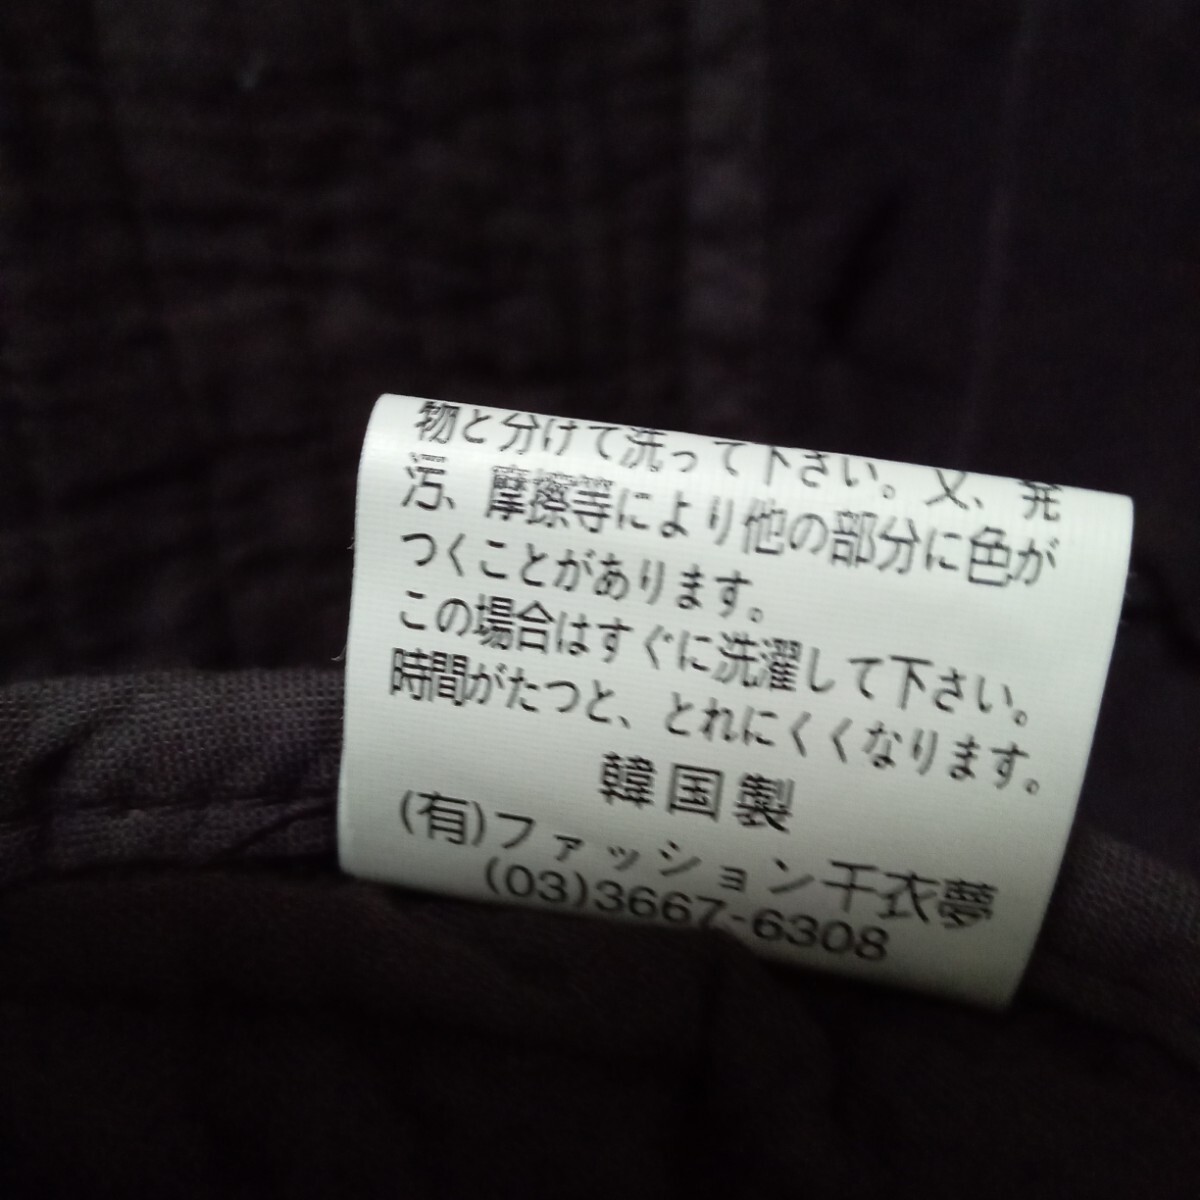 物と分けて洗って下さい。又、発
汚、摩擦等により他の部分に色が
つくことがあります。
この場合はすぐに洗濯して下さい。
時間がたつと、とれにくくなります。
韓国製
(有)ファッション千衣夢
(03)3667-6308